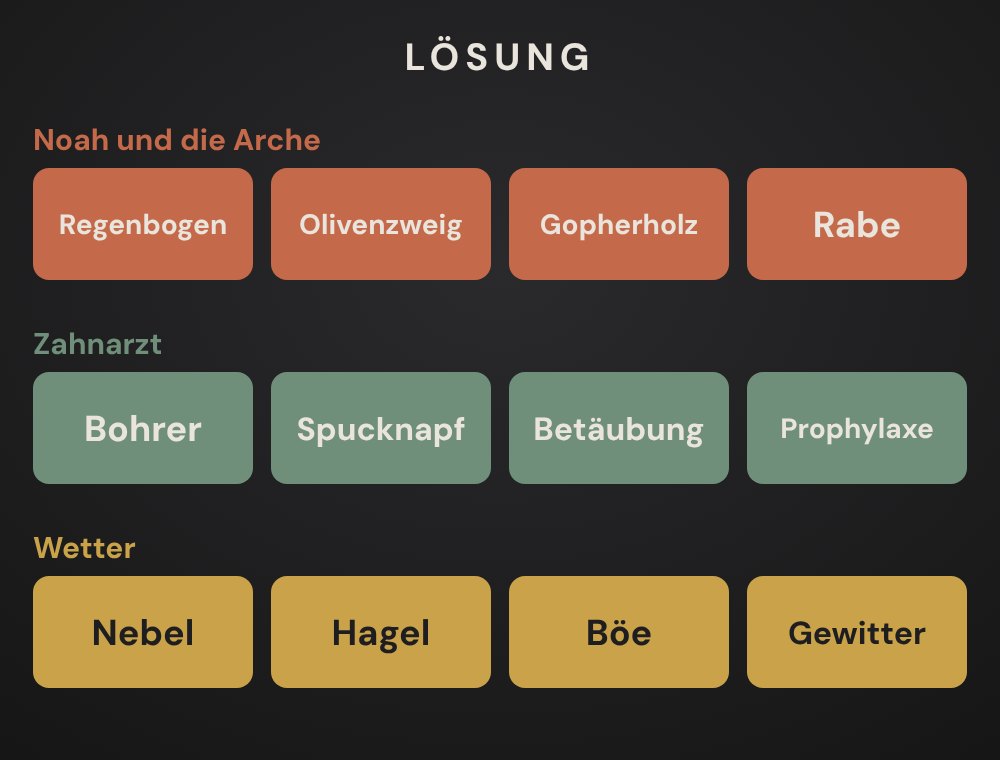 LÖSUNG
Noah und die Arche
Regenbogen Olivenzweig Gopherholz Rabe
Zahnarzt
Bohrer Spucknapf Betäubung Prophylaxe
Wetter
Nebel Hagel Böe Gewitter